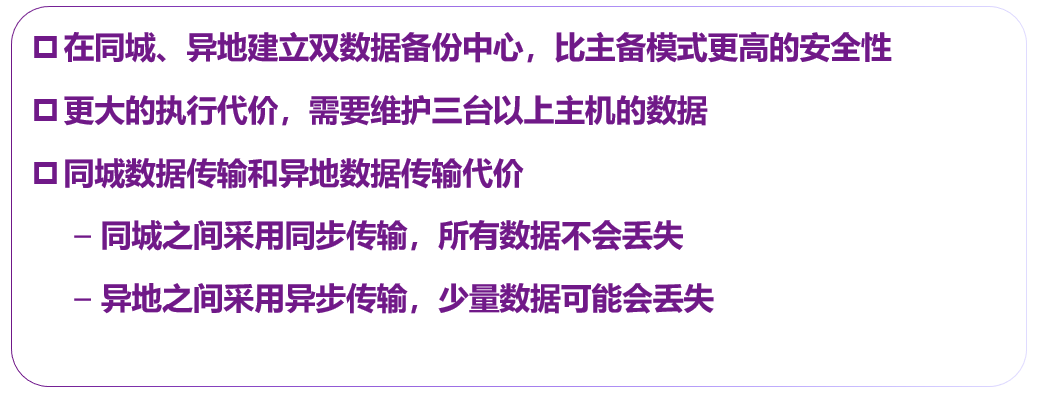 在同城、异地建立双数据备份中心，比主备模式更高的安全性
更大的执行代价，需要维护三台以上主机的数据
同城数据传输和异地数据传输代价
– 同城之间采用同步传输，所有数据不会丢失
– 异地之间采用异步传输，少量数据可能会丢失